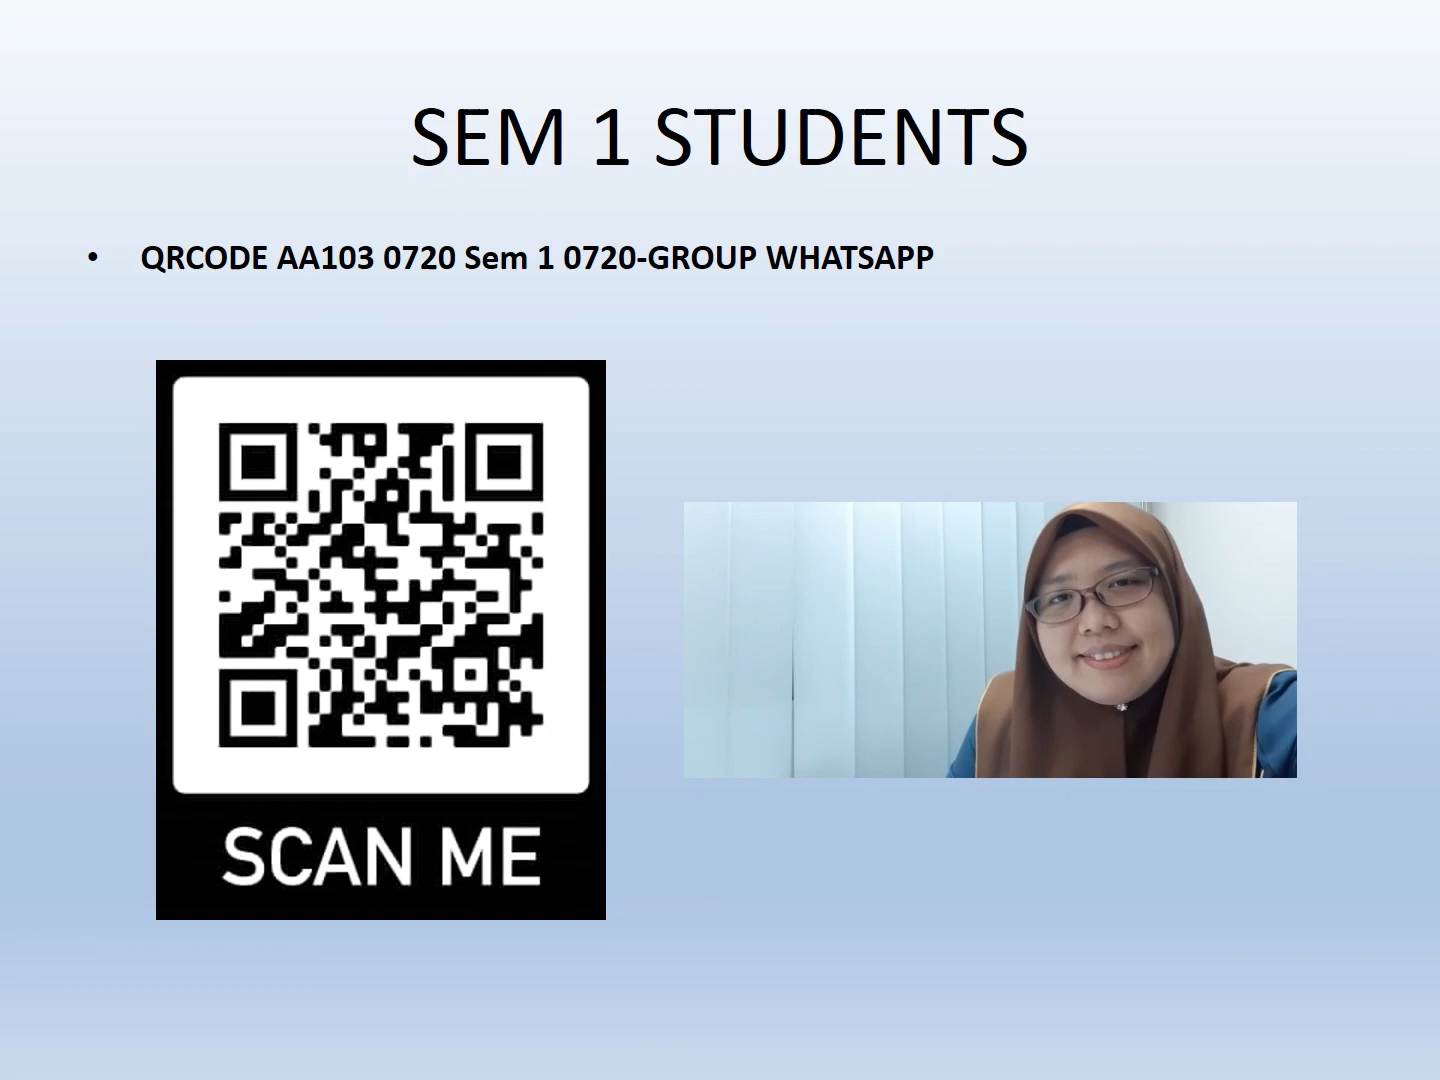 SEM 1 STUDENTS
• QRCODE AA103 0720 Sem 1 0720-GROUP WHATSAPP
SCAN ME